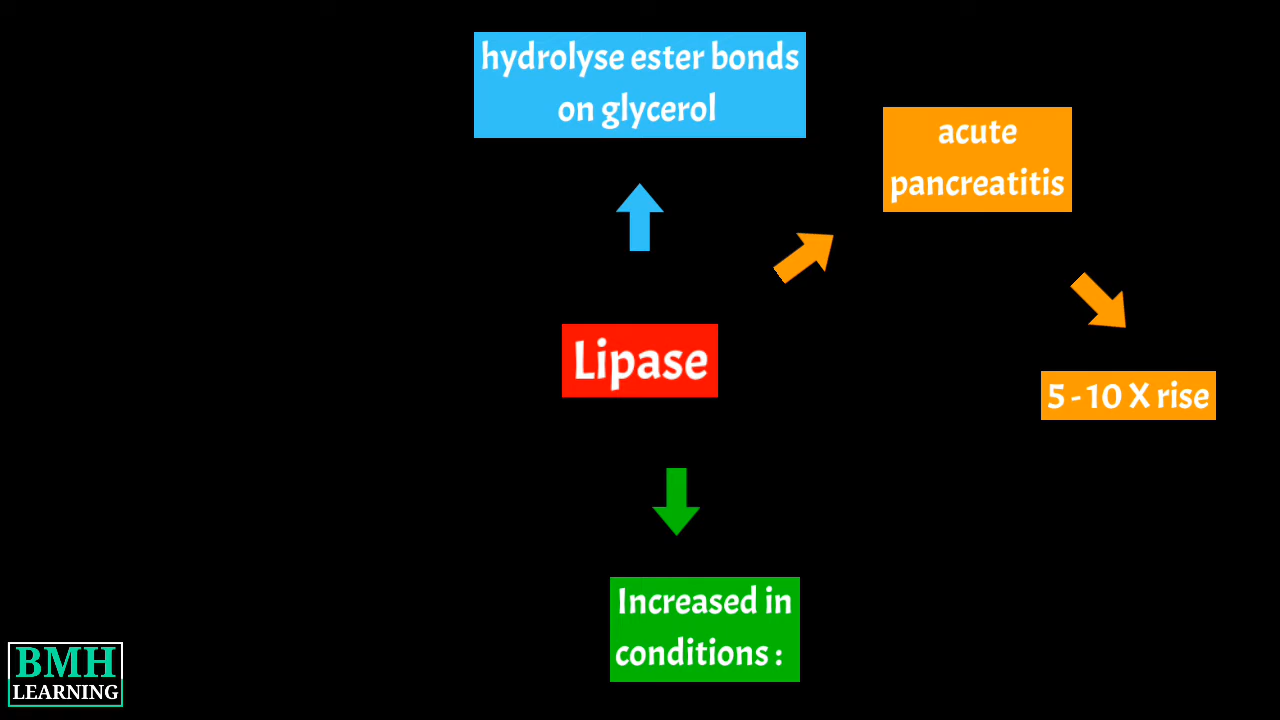 hydrolyse ester bonds
on glycerol
acute
pancreatitis
Lipase
5 - 10 X rise
Increased in
conditions :
BMH
LEARNING